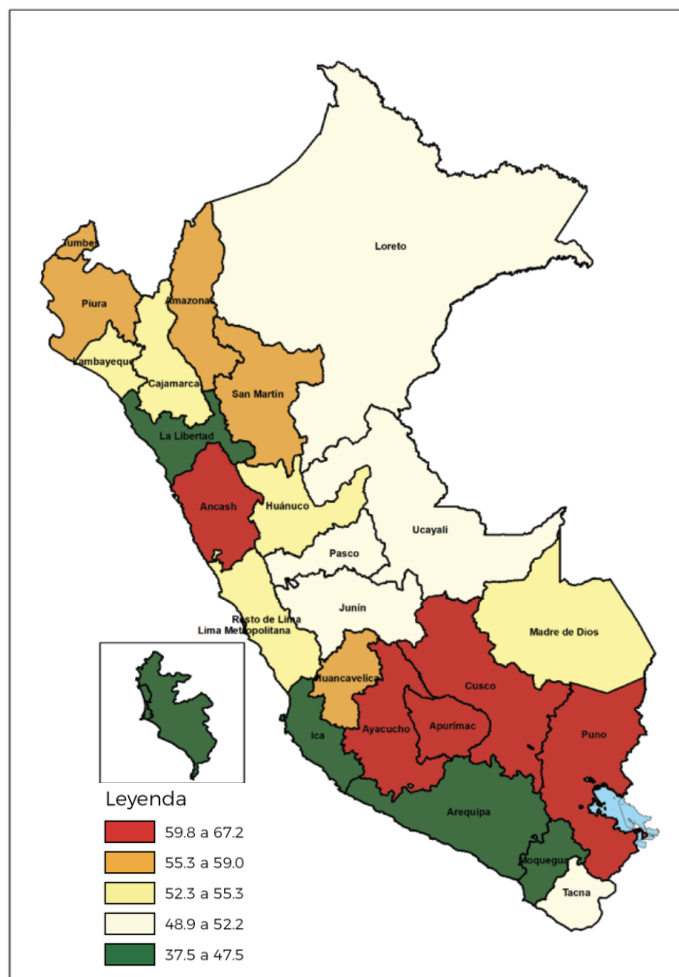 Loreto
Tumbes
Amazonas
Piura
Lambayeque
Cajamarca
San Martín
La Libertad
Ancash
Huánuco
Ucayali
Pasco
Junín
Resto de Lima
Lima Metropolitana
Madre de Dios
Huancavelica
Cusco
Ica
Ayacucho
Apurímac
Puno
Arequipa
Moquegua
Tacna
Leyenda
59.8 a 67.2
55.3 a 59.0
52.3 a 55.3
48.9 a 52.2
37.5 a 47.5